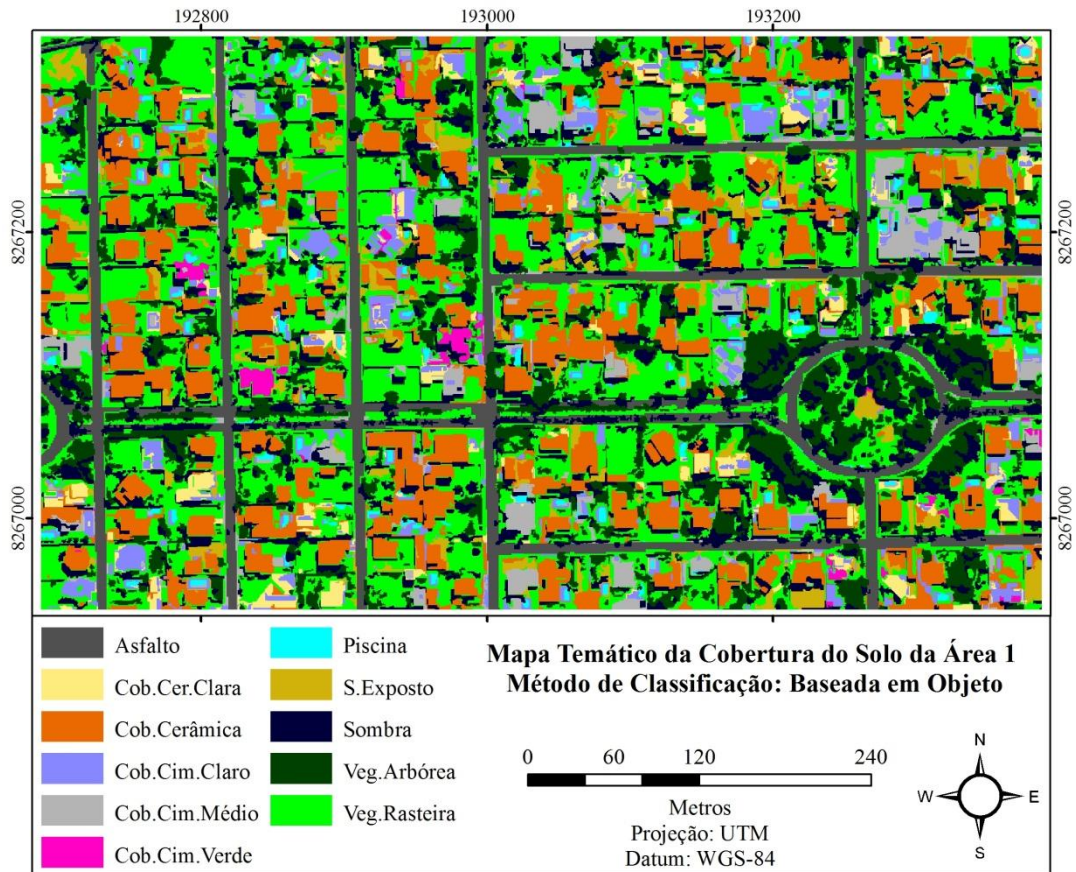 192800 193000 193200
8267200 8267200
8267000 8267000
Asfalto
Cob.Cer.Clara
Cob.Cerâmica
Cob.Cim.Claro
Cob.Cim.Médio
Cob.Cim.Verde
Piscina
S.Exposto
Sombra
Veg.Arbórea
Veg.Rasteira
Mapa Temático da Cobertura do Solo da Área 1
Método de Classificação: Baseada em Objeto
0 60 120 240
Metros
Projeção: UTM
Datum: WGS-84
N
W E
S